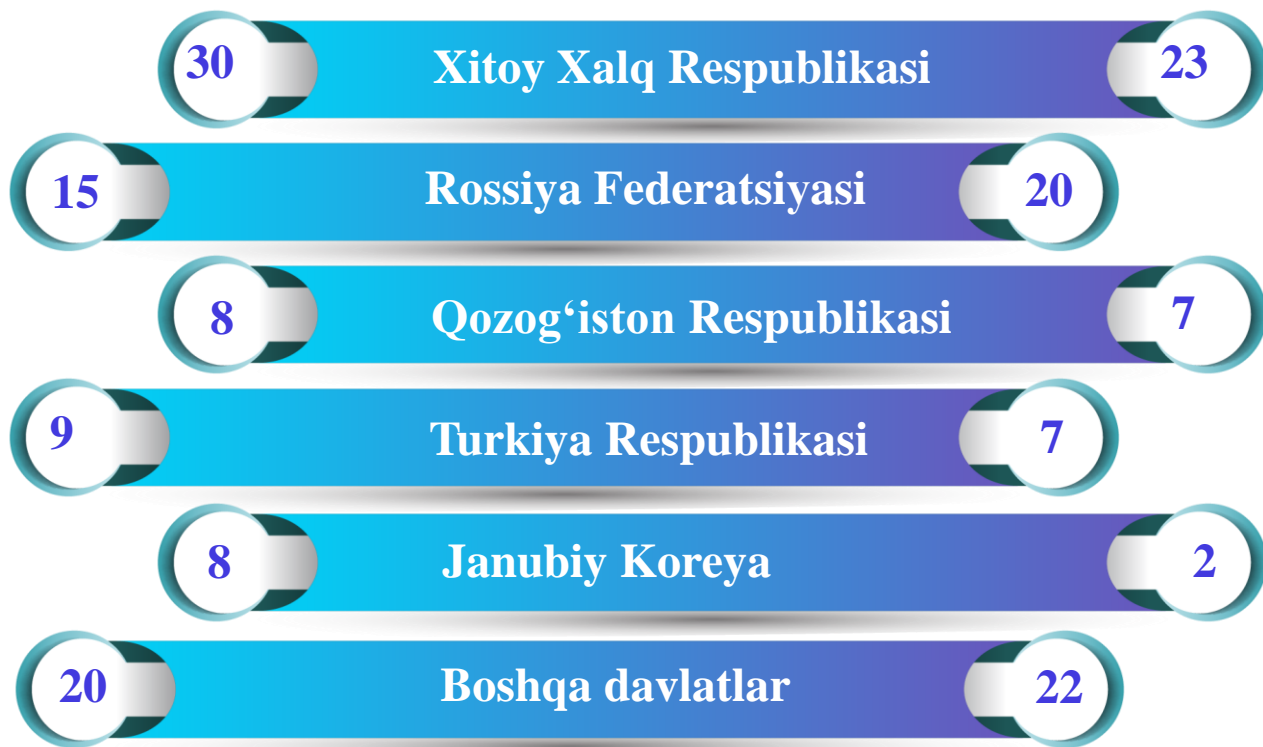 30 Xitoy Xalq Respublikasi 23
15 Rossiya Federatsiyasi 20
8 Qozog‘iston Respublikasi 7
9 Turkiya Respublikasi 7
8 Janubiy Koreya 2
20 Boshqa davlatlar 22